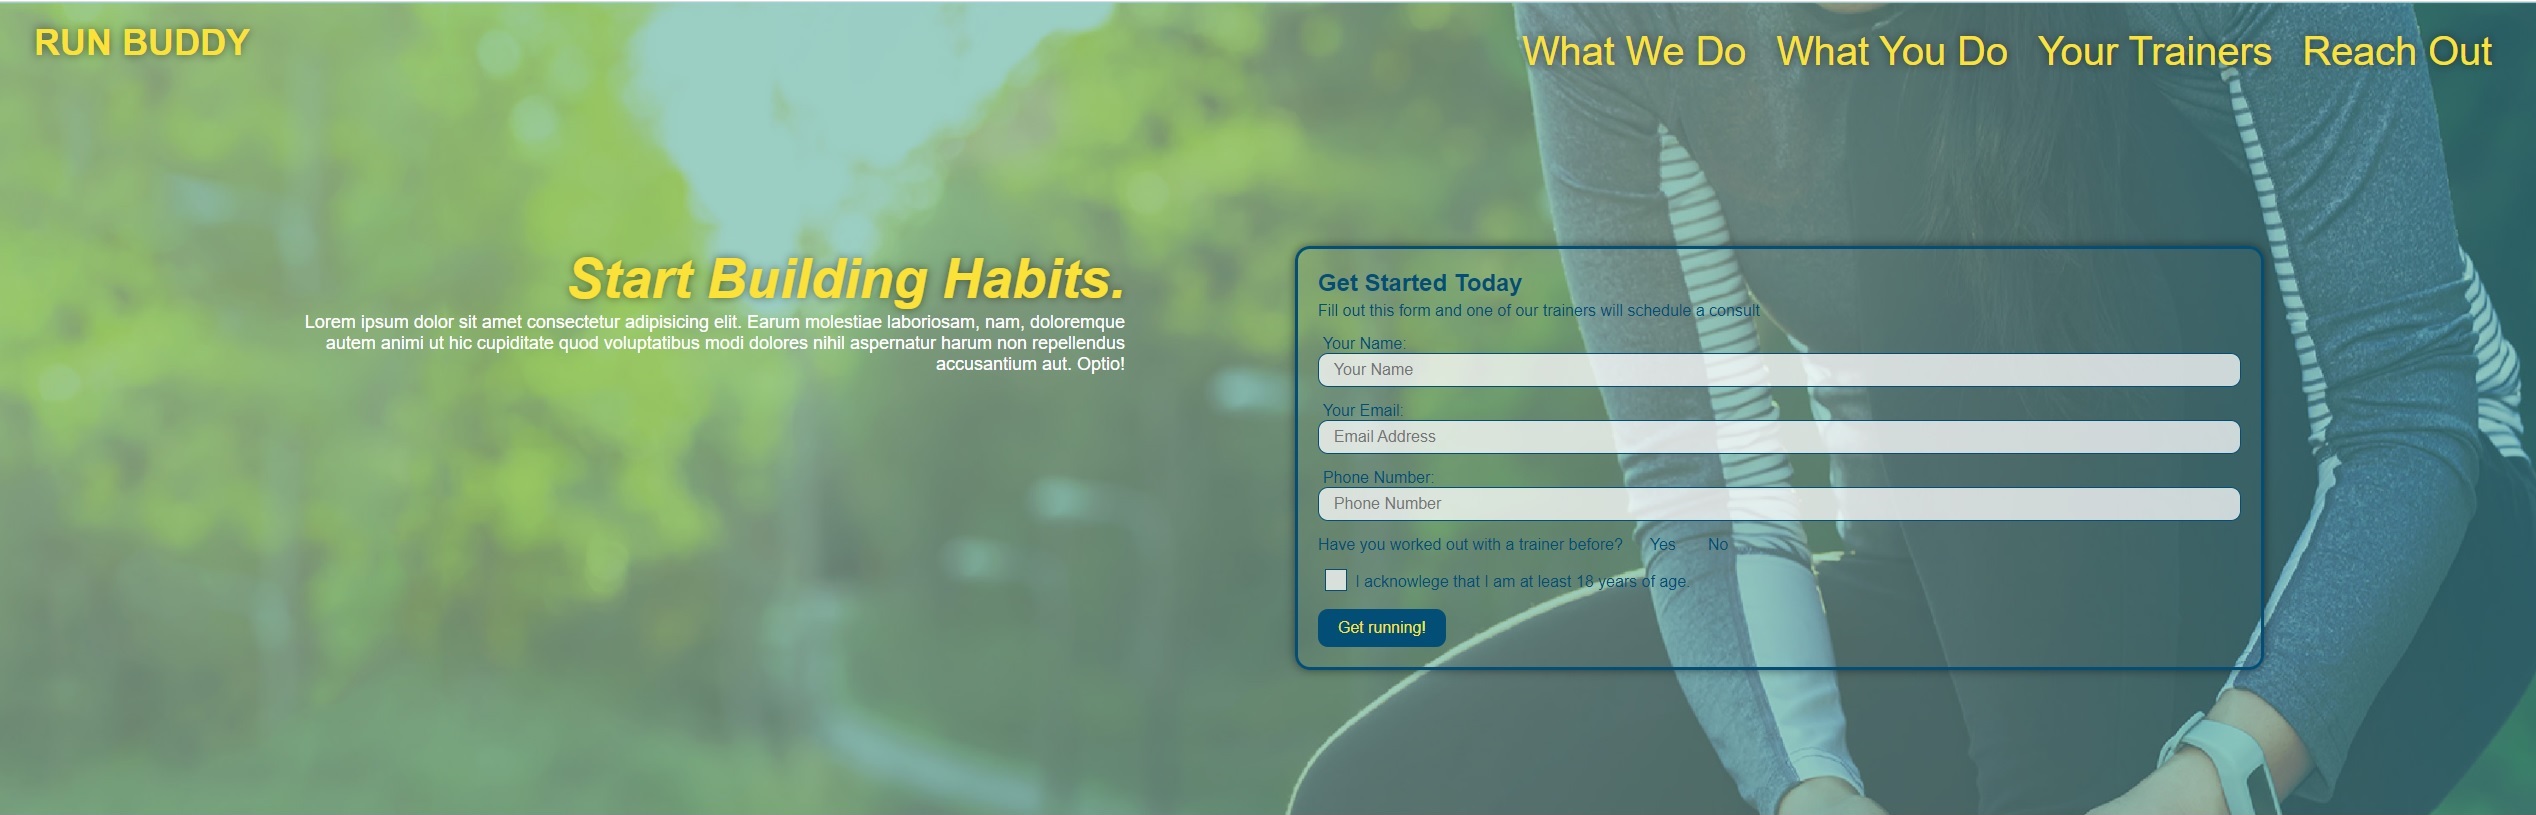 RUN BUDDY
What We Do What You Do Your Trainers Reach Out
Start Building Habits.
Lorem ipsum dolor sit amet consectetur adipisicing elit. Earum molestiae laboriosam, nam, doloremque
autem animi ut hic cupiditate quod voluptatibus modi dolores nihil aspernatur harum non repellendus
accusantium aut. Optio!
Get Started Today
Fill out this form and one of our trainers will schedule a consult
Your Name:
Your Name
Your Email:
Email Address
Phone Number:
Phone Number
Have you worked out with a trainer before? Yes No
I acknowlege that I am at least 18 years of age.
Get running!